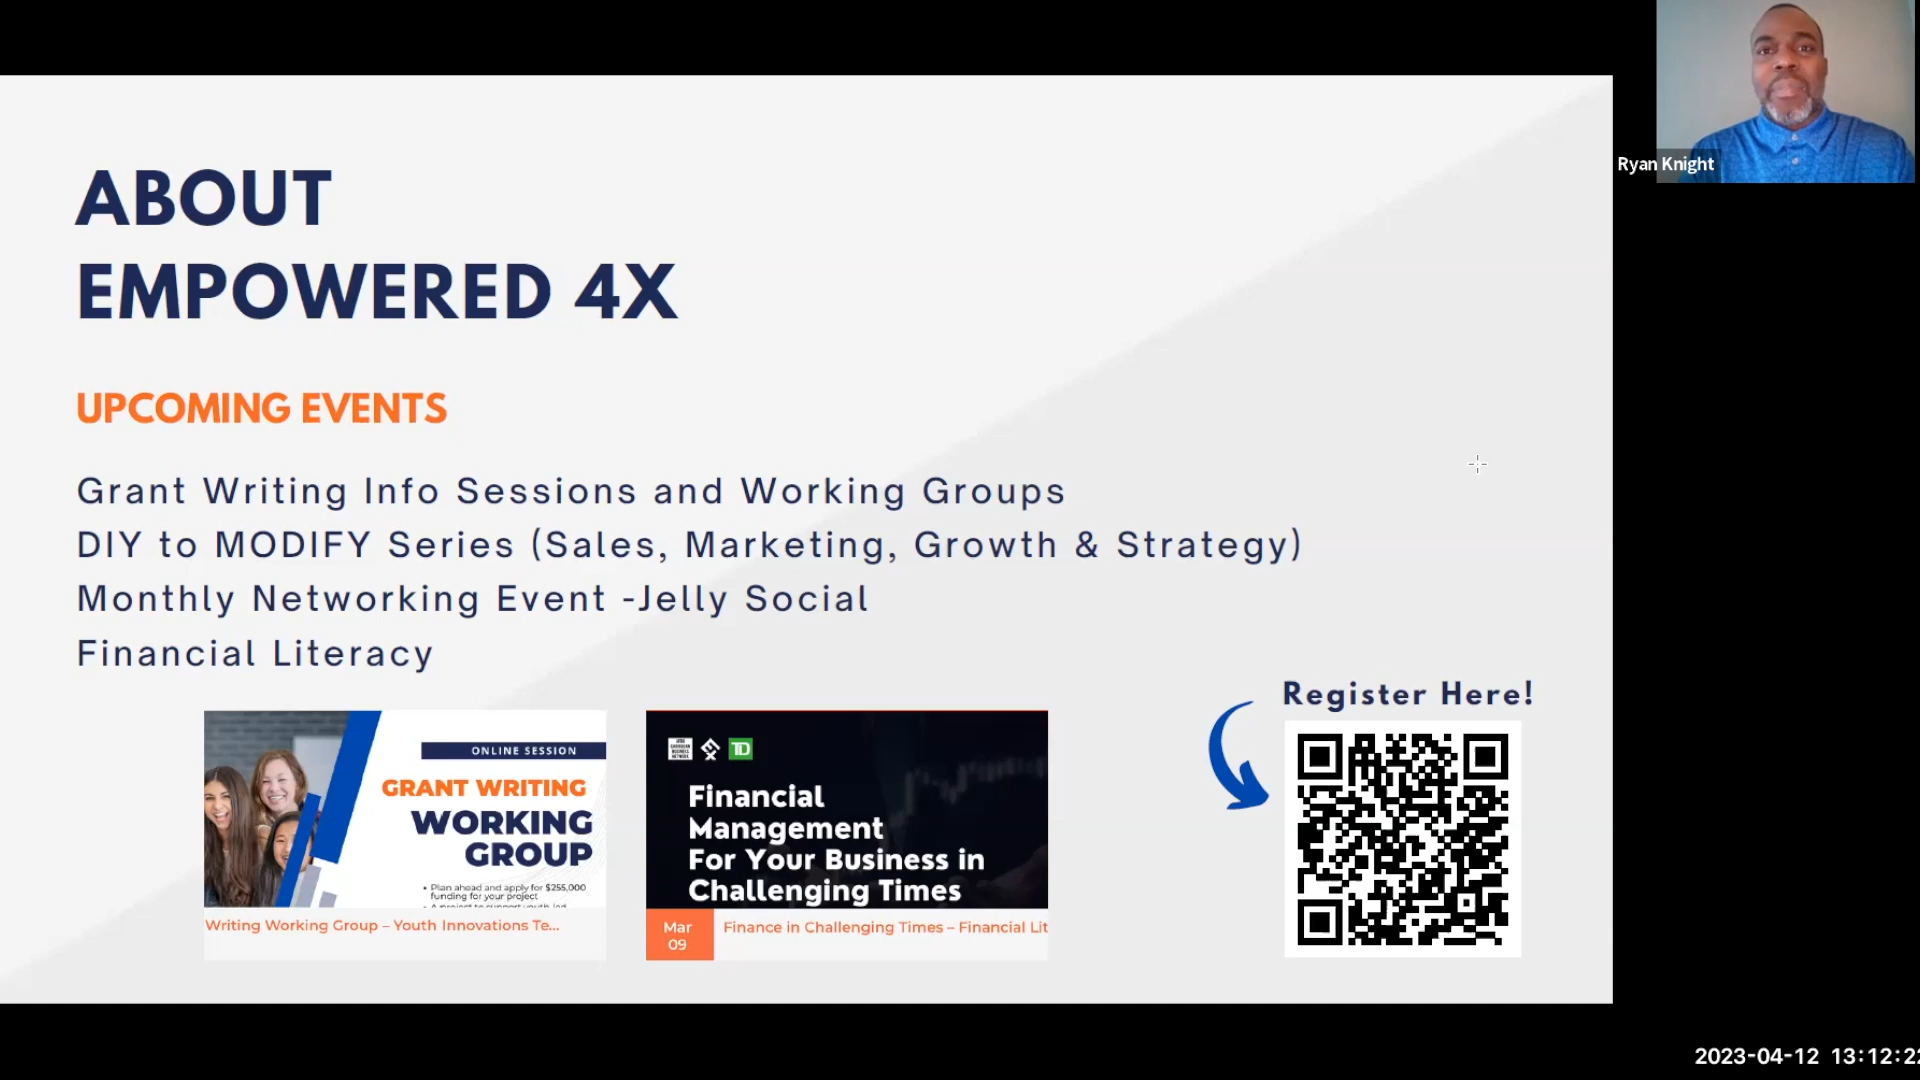 ABOUT
EMPOWERED 4X
UPCOMING EVENTS
Grant Writing Info Sessions and Working Groups
DIY to MODIFY Series (Sales, Marketing, Growth & Strategy)
Monthly Networking Event -Jelly Social
Financial Literacy
Register Here!
ONLINE SESSION
GRANT WRITING
WORKING
GROUP
• Plan ahead and apply for $255,000
funding for your project
Writing Working Group – Youth Innovations Te...
TD
Financial
Management
For Your Business in
Challenging Times
Mar
09
Finance in Challenging Times – Financial Lit
Ryan Knight
2023-04-12 13:12:22